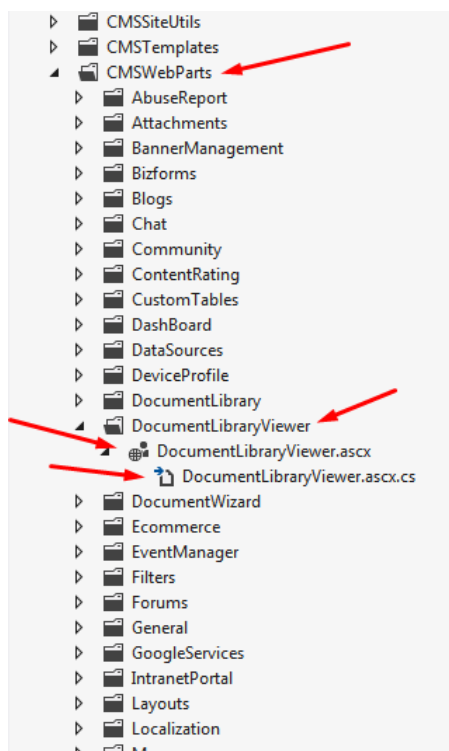 CMSSiteUtils
CMSTemplates
CMSWebParts
AbuseReport
Attachments
BannerManagement
Bizforms
Blogs
Chat
Community
ContentRating
CustomTables
DashBoard
DataSources
DeviceProfile
DocumentLibrary
DocumentLibraryViewer
DocumentLibraryViewer.ascx
DocumentLibraryViewer.ascx.cs
DocumentWizard
Ecommerce
EventManager
Filters
Forums
General
GoogleServices
IntranetPortal
Layouts
Localization